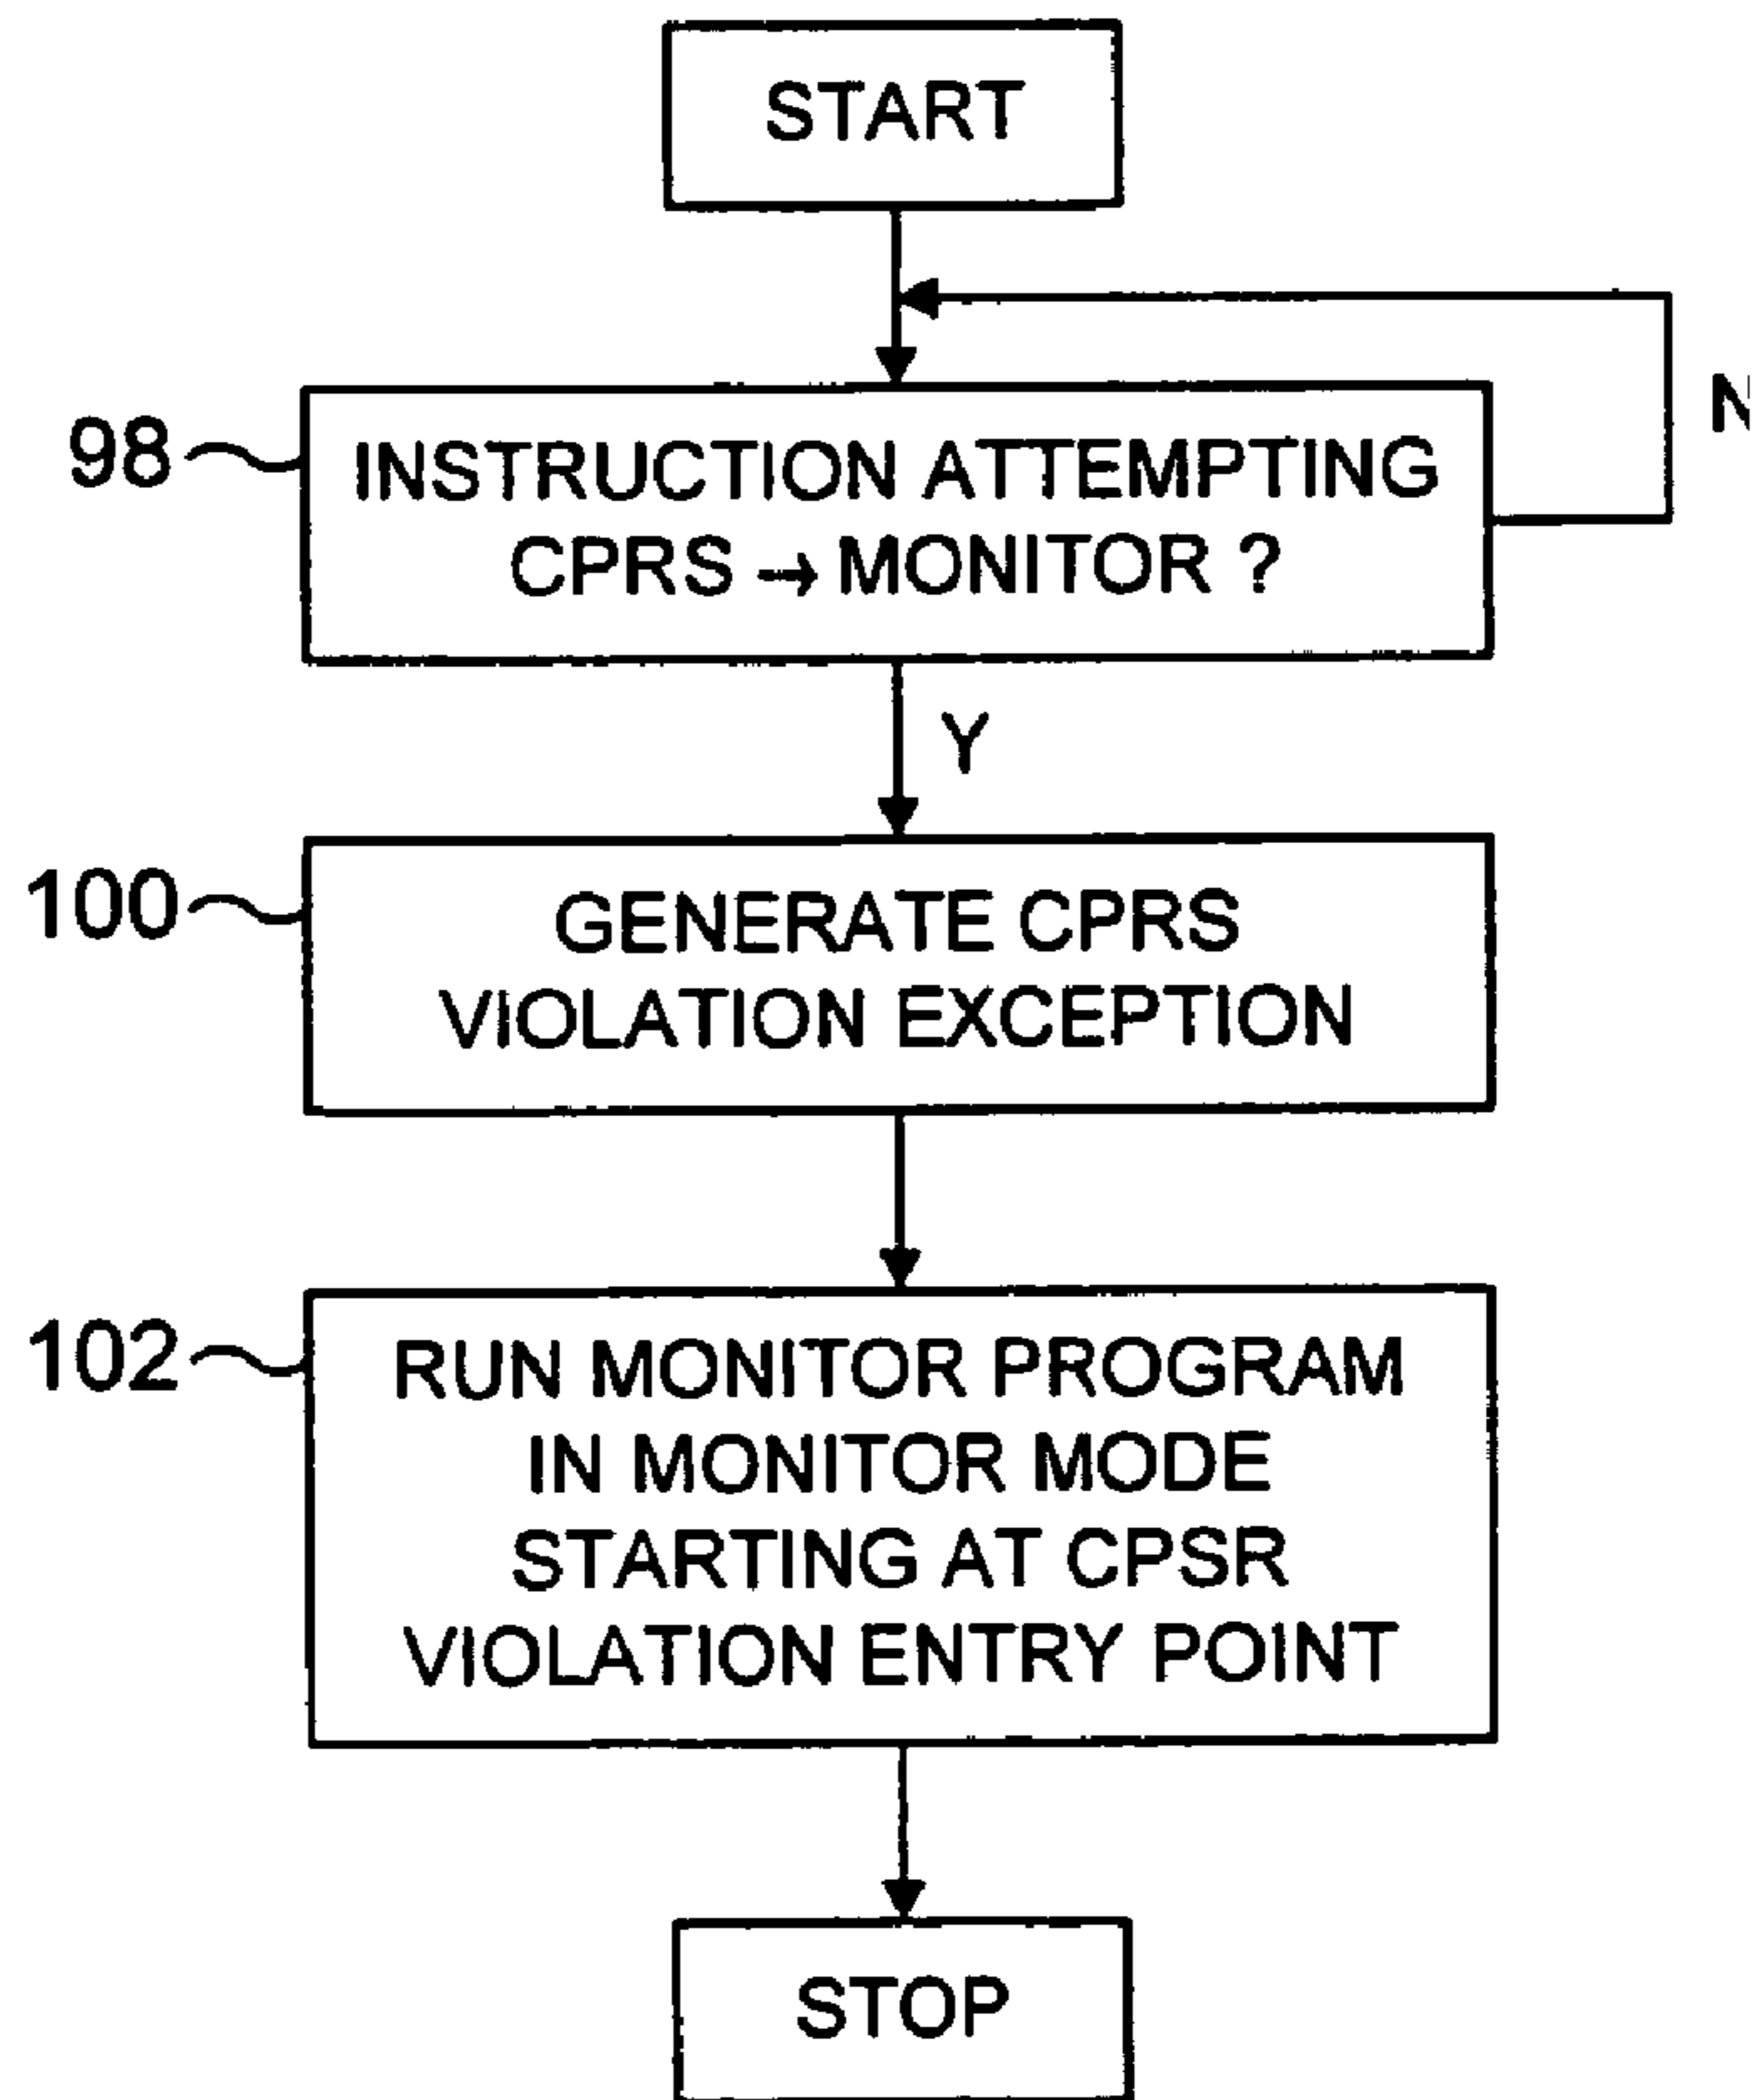 START
N
98
INSTRUCTION ATTEMPTING
CPRS → MONITOR ?
Y
100
GENERATE CPRS
VIOLATION EXCEPTION
102
RUN MONITOR PROGRAM
IN MONITOR MODE
STARTING AT CPSR
VIOLATION ENTRY POINT
STOP